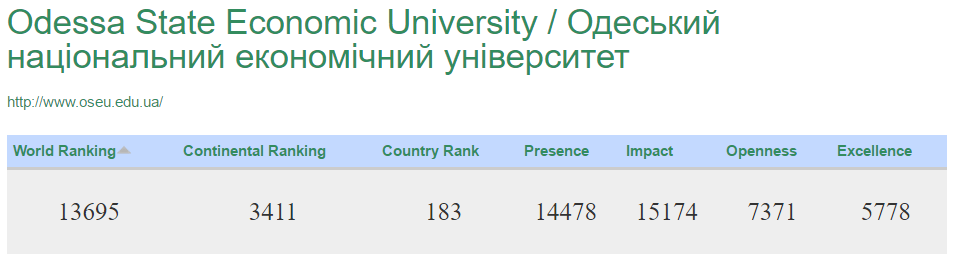 Odessa State Economic University / Одеський
національний економічний університет
http://www.oseu.edu.ua/
World Ranking Continental Ranking Country Rank Presence Impact Openness Excellence
13695 3411 183 14478 15174 7371 5778